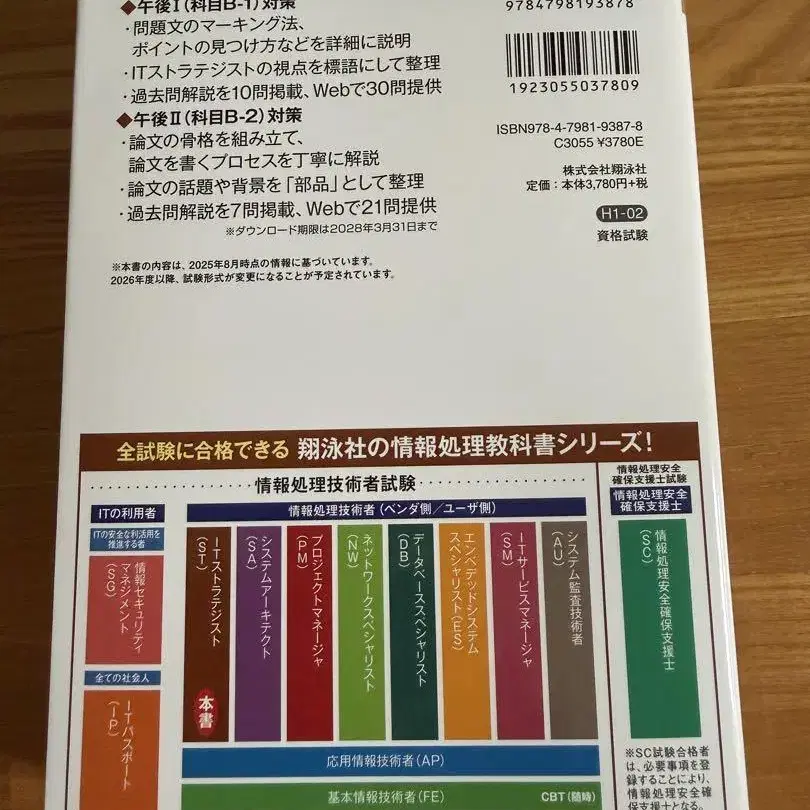 ◆午後Ⅰ(科目B-1)対策
・問題文のマーキング法、
ポイントの見つけ方などを詳細に説明
・ITストラテジストの視点を標語にして整理
・過去問解説を10問掲載、Webで30問提供
◆午後Ⅱ(科目B-2)対策
・論文の骨格を組み立て、
論文を書くプロセスを丁寧に解説
・論文の話題や背景を「部品」として整理
・過去問解説を7問掲載、Webで21問提供
※ダウンロード期限は2028年3月31日まで
※本書の内容は、2025年8月時点の情報に基づいています。
2026年度以降、試験形式が変更になることが予定されています。
9784798193878
1923055037809
ISBN978-4-7981-9387-8
C3055 ¥3780E
株式会社翔泳社
定価：本体3,780円+税
H1-02
資格試験
全試験に合格できる 翔泳社の情報処理教科書シリーズ！
情報処理技術者試験
ITの利用者
ITの安全な利活用を
推進する者
情報セキュリティ
マネジメント
(SG)
全ての社会人
ITパスポート
(IP)
情報処理技術者(ベンダ側／ユーザ側)
ITストラテジスト
(ST)
本書
システムアーキテクト
(SA)
プロジェクトマネージャ
(PM)
ネットワークスペシャリスト
(NW)
データベーススペシャリスト
(DB)
エンベデッドシステム
スペシャリスト(ES)
ITサービスマネージャ
(SM)
システム監査技術者
(AU)
応用情報技術者(AP)
基本情報技術者(FE)
CBT(随時)
情報処理安全
確保支援士試験
情報処理安全
確保支援士
情報処理安全確保支援士
(SC)
※SC試験合格者
は、必要事項を登
録することにより、
情報処理安全確
保支援士となる。